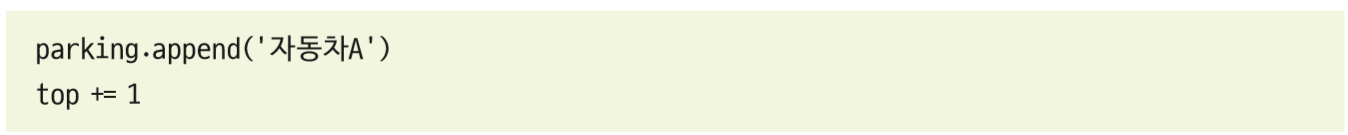 parking.append('자동차A')
top += 1